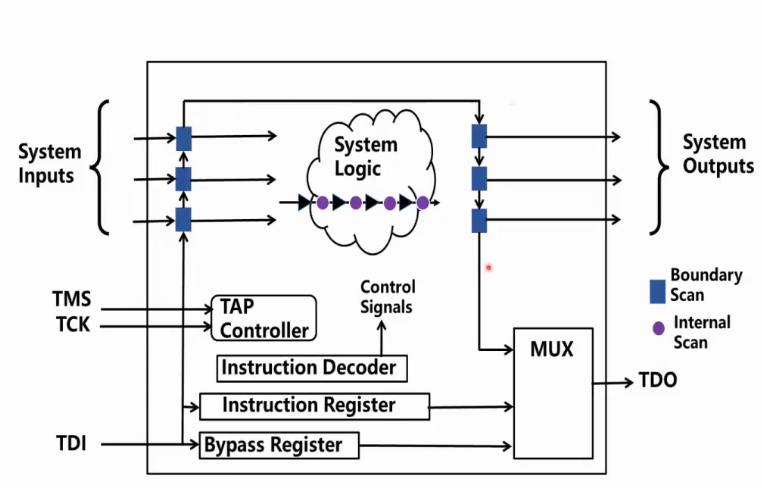 System
Inputs
System
Logic
System
Outputs
Boundary
Scan
Internal
Scan
TMS
TCK
TAP
Controller
Control
Signals
Instruction Decoder
MUX
TDO
Instruction Register
TDI
Bypass Register